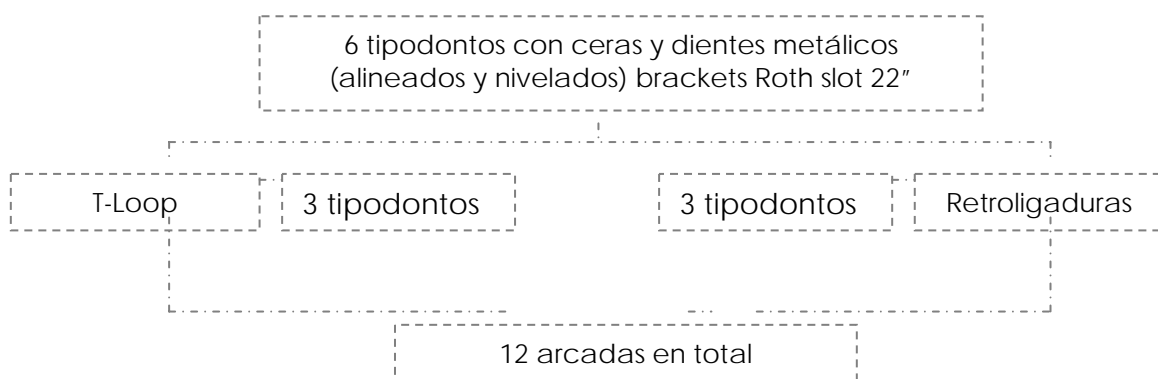 6 tipodontos con ceras y dientes metálicos
(alineados y nivelados) brackets Roth slot 22”
T-Loop
3 tipodontos
3 tipodontos
Retroligaduras
12 arcadas en total